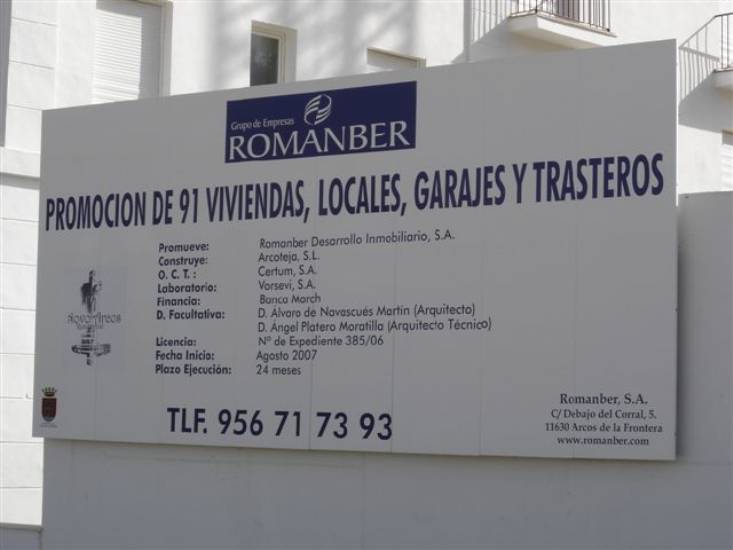 Grupo de Empresas
ROMANBER
PROMOCION DE 91 VIVIENDAS, LOCALES, GARAJES Y TRASTEROS
Promueve: Romanber Desarrollo Inmobiliario, S.A.
Construye: Arcoteja, S.L.
O. C. T. : Certum, S.A.
Laboratorio: Vorsevi, S.A.
Financia: Banca March
D. Facultativa: D. Álvaro de Navascués Martín (Arquitecto)
D. Ángel Platero Moratilla (Arquitecto Técnico)
Licencia: Nº de Expediente 385/06
Fecha Inicio: Agosto 2007
Plazo Ejecución: 24 meses
TLF. 956 71 73 93
Romanber, S.A.
C/ Debajo del Corral, 5.
11630 Arcos de la Frontera
www.romanber.com